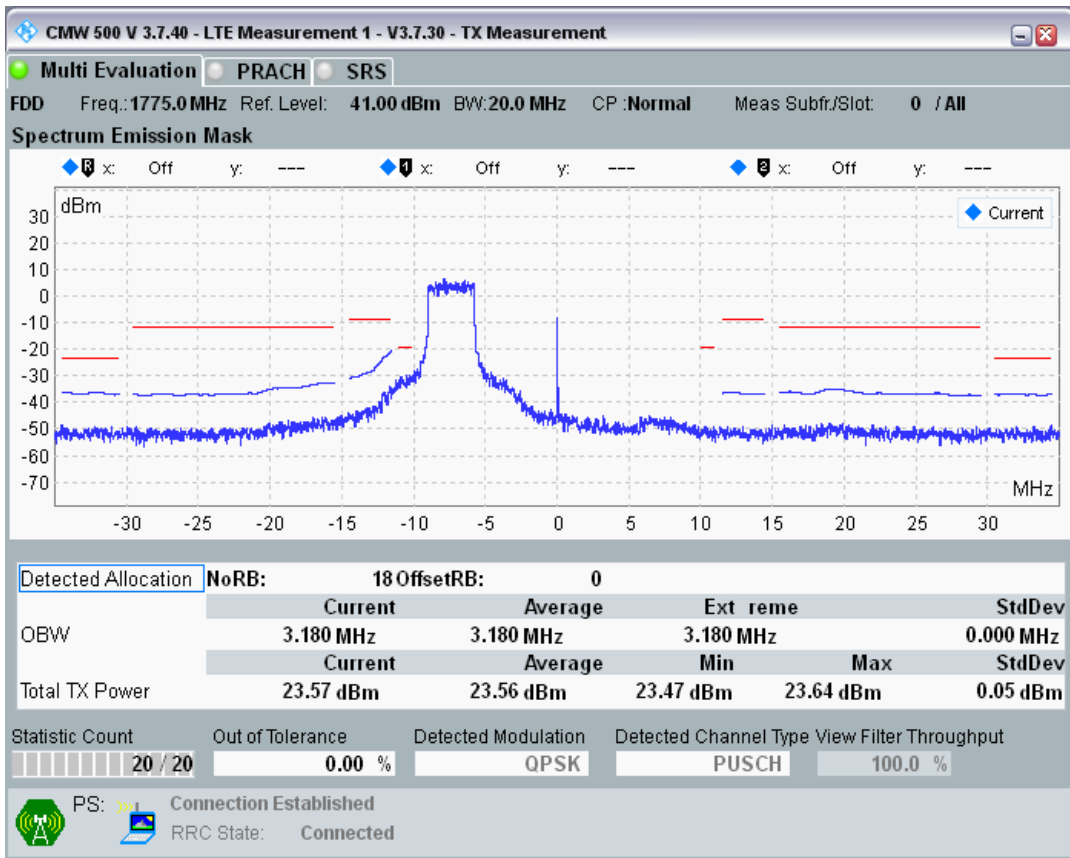 CMW 500 V 3.7.40 - LTE Measurement 1 - V3.7.30 - TX Measurement
Multi Evaluation PRACH SRS
FDD Freq.: 1775.0 MHz Ref. Level: 41.00 dBm BW: 20.0 MHz CP : Normal Meas Subfr./Slot: 0 / All
Spectrum Emission Mask
R x: Off y: --- 1 x: Off y: --- 2 x: Off y: ---
dBm
Current
30
20
10
0
-10
-20
-30
-40
-50
-60
-70
MHz
-30 -25 -20 -15 -10 -5 0 5 10 15 20 25 30
Detected Allocation NoRB: 18 OffsetRB: 0
Current Average Ext reme StdDev
OBW 3.180 MHz 3.180 MHz 3.180 MHz 0.000 MHz
Current Average Min Max StdDev
Total TX Power 23.57 dBm 23.56 dBm 23.47 dBm 23.64 dBm 0.05 dBm
Statistic Count Out of Tolerance Detected Modulation Detected Channel Type View Filter Throughput
20 / 20 0.00 % QPSK PUSCH 100.0 %
PS: Connection Established
RRC State: Connected